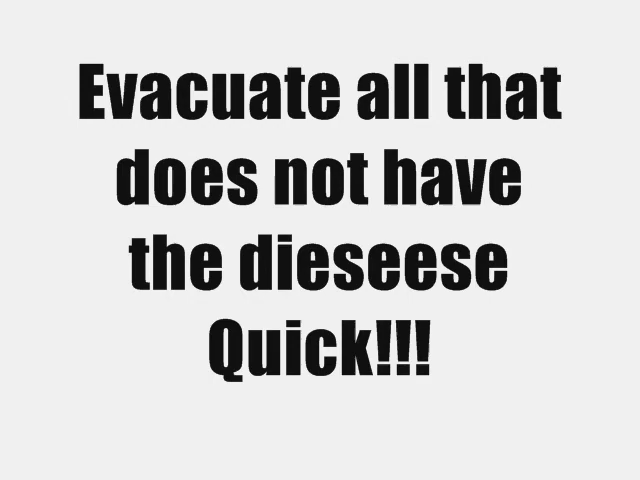 Evacuate all that
does not have
the dieseese
Quick!!!